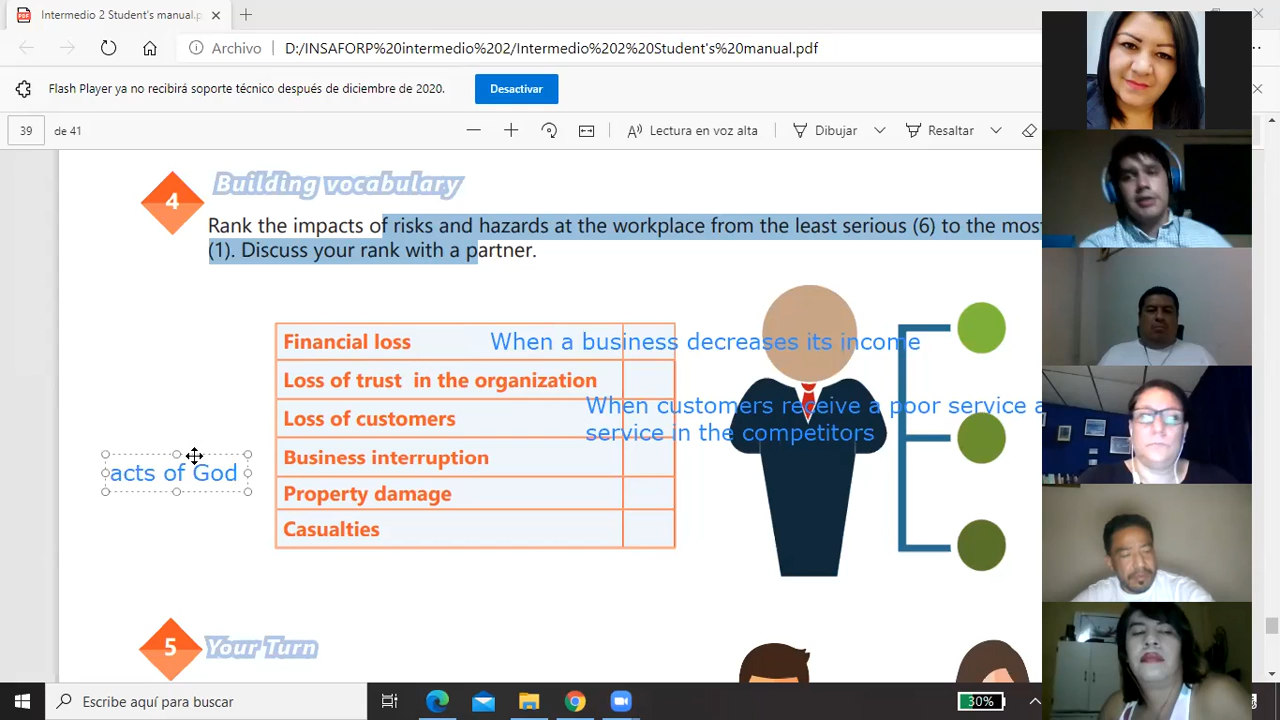 Intermedio 2 Student's manual.p
Archivo
D:/INSAFORP%20intermedio%202/Intermedio%202%20Student's%20manual.pdf
Flash Player ya no recibirá soporte técnico después de diciembre de 2020.
Desactivar
39
de 41
Lectura en voz alta
Dibujar
Resaltar
4
Building vocabulary
Rank the impacts of risks and hazards at the workplace from the least serious (6) to the most
(1). Discuss your rank with a partner.
Financial loss
When a business decreases its income
Loss of trust in the organization
When customers receive a poor service a
Loss of customers
service in the competitors
Business interruption
acts of God
Property damage
Casualties
5
Your Turn
Escribe aquí para buscar
30%